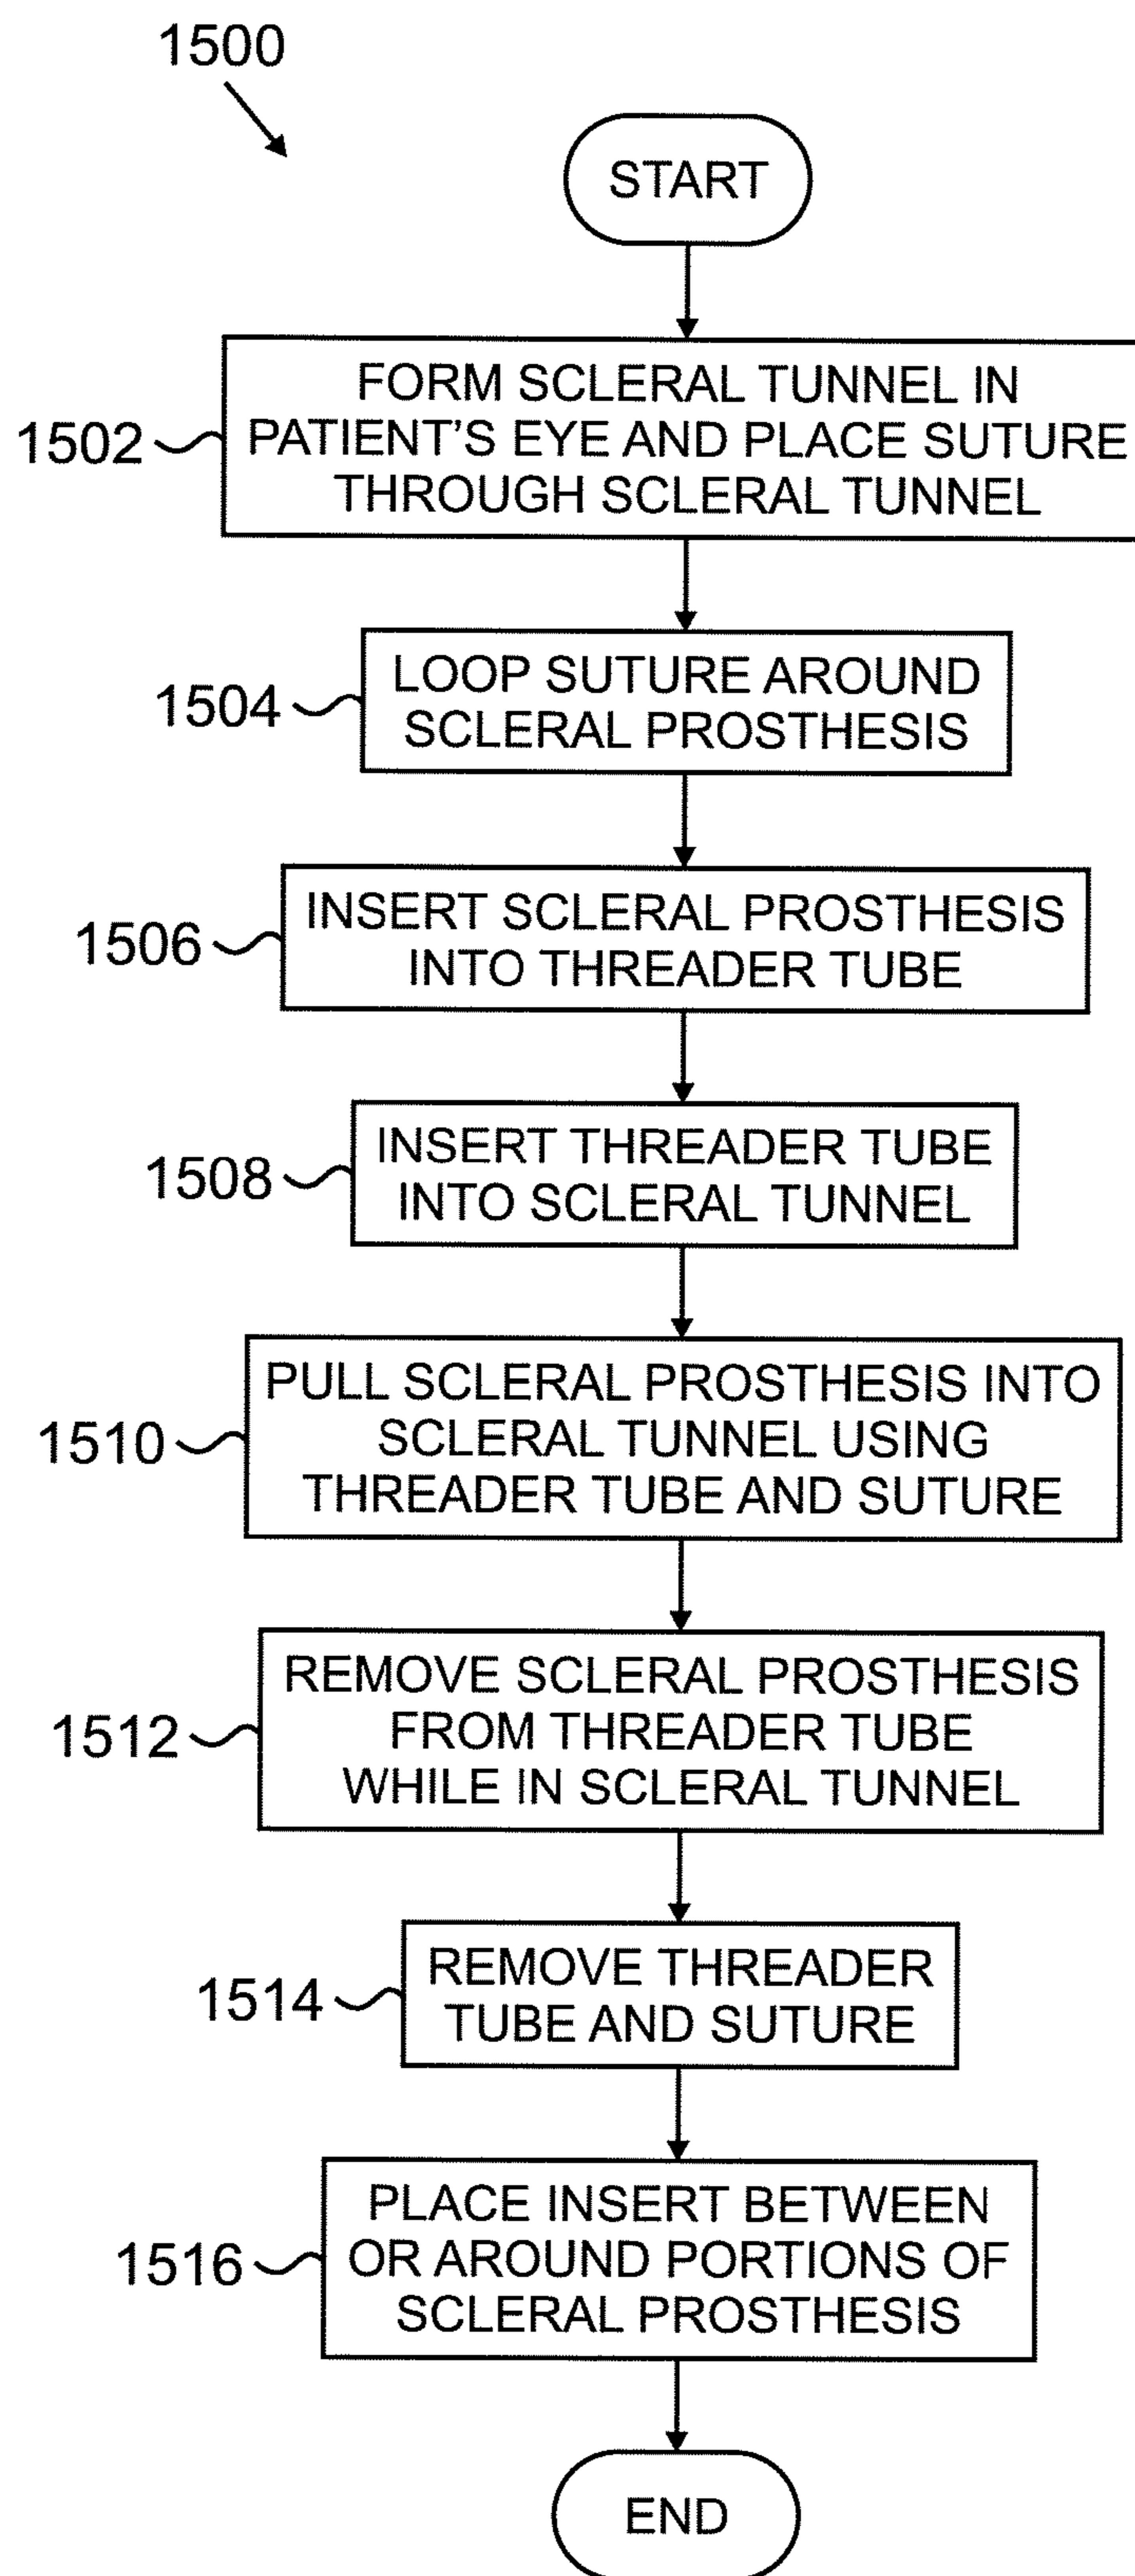 1500
START
1502
FORM SCLERAL TUNNEL IN
PATIENT'S EYE AND PLACE SUTURE
THROUGH SCLERAL TUNNEL
1504
LOOP SUTURE AROUND
SCLERAL PROSTHESIS
1506
INSERT SCLERAL PROSTHESIS
INTO THREADER TUBE
1508
INSERT THREADER TUBE
INTO SCLERAL TUNNEL
1510
PULL SCLERAL PROSTHESIS INTO
SCLERAL TUNNEL USING
THREADER TUBE AND SUTURE
1512
REMOVE SCLERAL PROSTHESIS
FROM THREADER TUBE
WHILE IN SCLERAL TUNNEL
1514
REMOVE THREADER
TUBE AND SUTURE
1516
PLACE INSERT BETWEEN
OR AROUND PORTIONS OF
SCLERAL PROSTHESIS
END